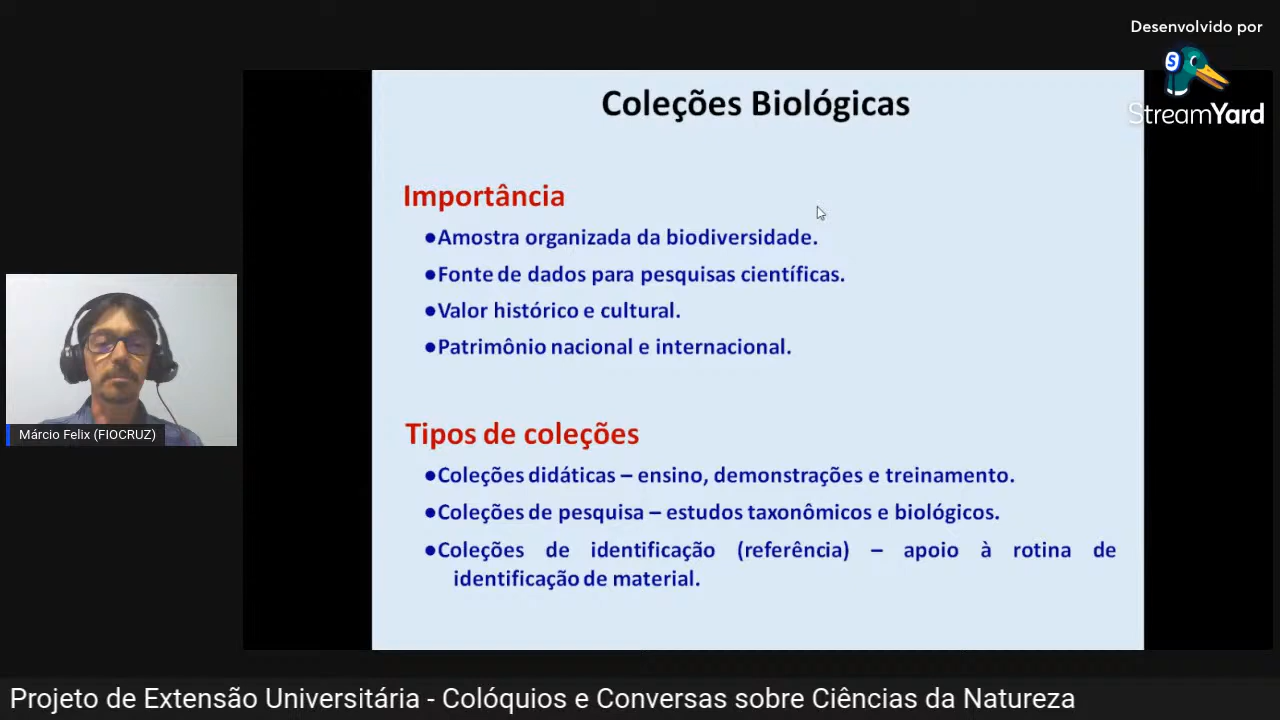 Desenvolvido por
StreamYard
Coleções Biológicas
Importância
●Amostra organizada da biodiversidade.
●Fonte de dados para pesquisas científicas.
●Valor histórico e cultural.
●Patrimônio nacional e internacional.
Tipos de coleções
●Coleções didáticas – ensino, demonstrações e treinamento.
●Coleções de pesquisa – estudos taxonômicos e biológicos.
●Coleções de identificação (referência) – apoio à rotina de
identificação de material.
Márcio Felix (FIOCRUZ)
Projeto de Extensão Universitária - Colóquios e Conversas sobre Ciências da Natureza